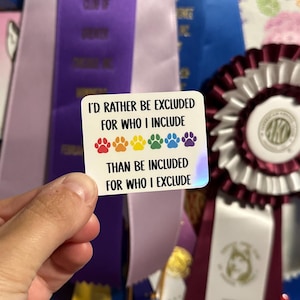 I'D RATHER BE EXCLUDED
FOR WHO I INCLUDE
THAN BE INCLUDED
FOR WHO I EXCLUDE